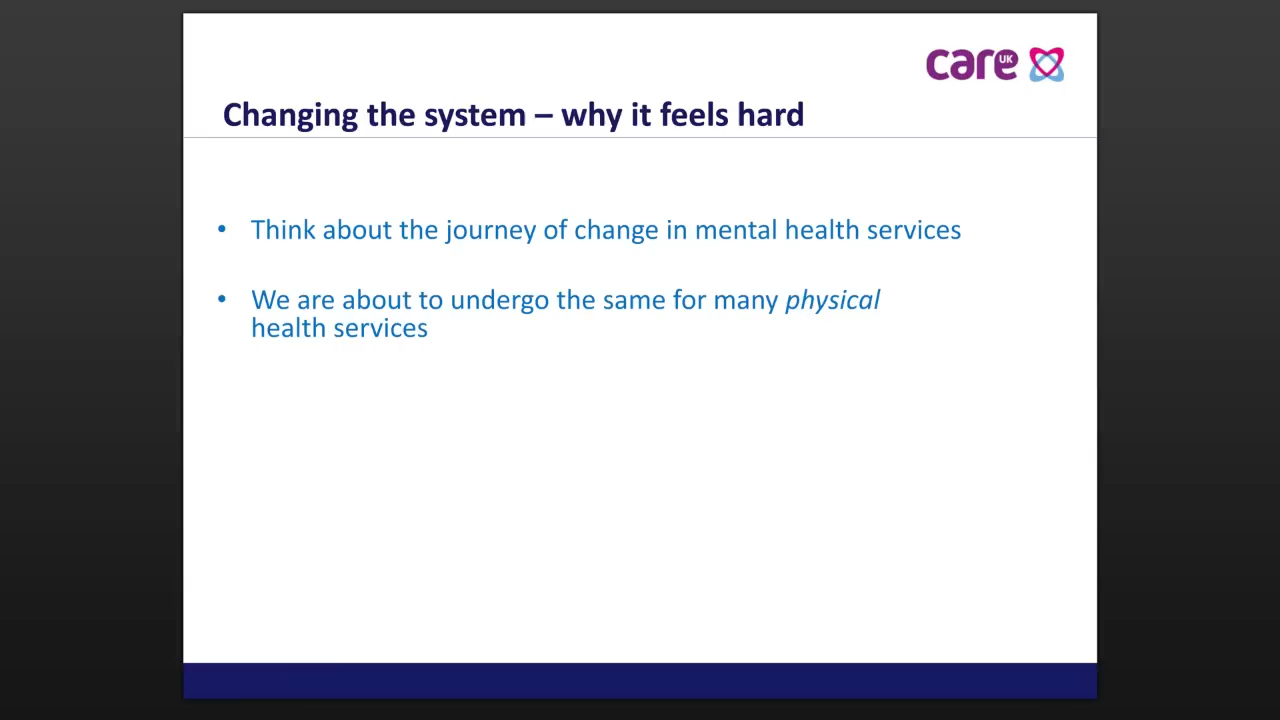 care UK
Changing the system – why it feels hard
• Think about the journey of change in mental health services
• We are about to undergo the same for many physical
health services